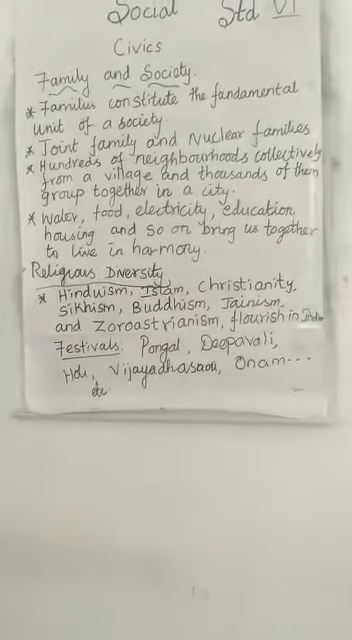 Social Std VI
Civics
Family and Society.
* Families constitute the fundamental
unit of a society.
* Joint family and Nuclear families
* Hundreds of neighbourhoods collectively
from a village and thousands of them
group together in a city.
* Water, food, electricity, education
housing and so on bring us together
to live in harmony.
Religious Diversity
* Hinduism, Islam, Christianity,
Sikhism, Buddhism, Jainism
and Zoroastrianism, flourish in India
Festivals: Pongal, Deepavali,
Holi, Vijayadhasami, Onam...
etc